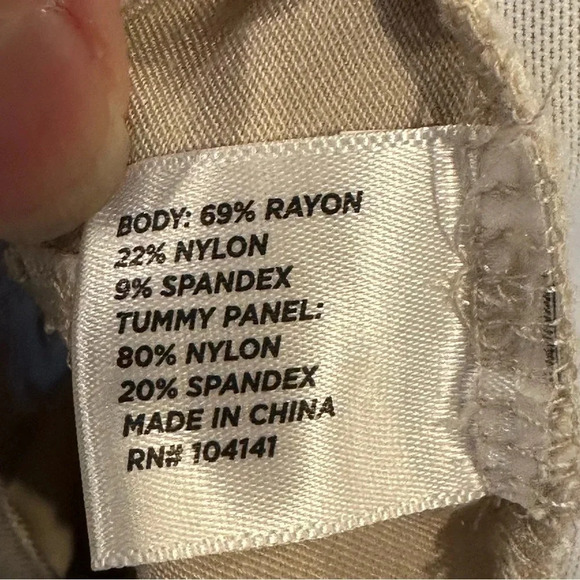 BODY: 69% RAYON
22% NYLON
9% SPANDEX
TUMMY PANEL:
80% NYLON
20% SPANDEX
MADE IN CHINA
RN# 104141